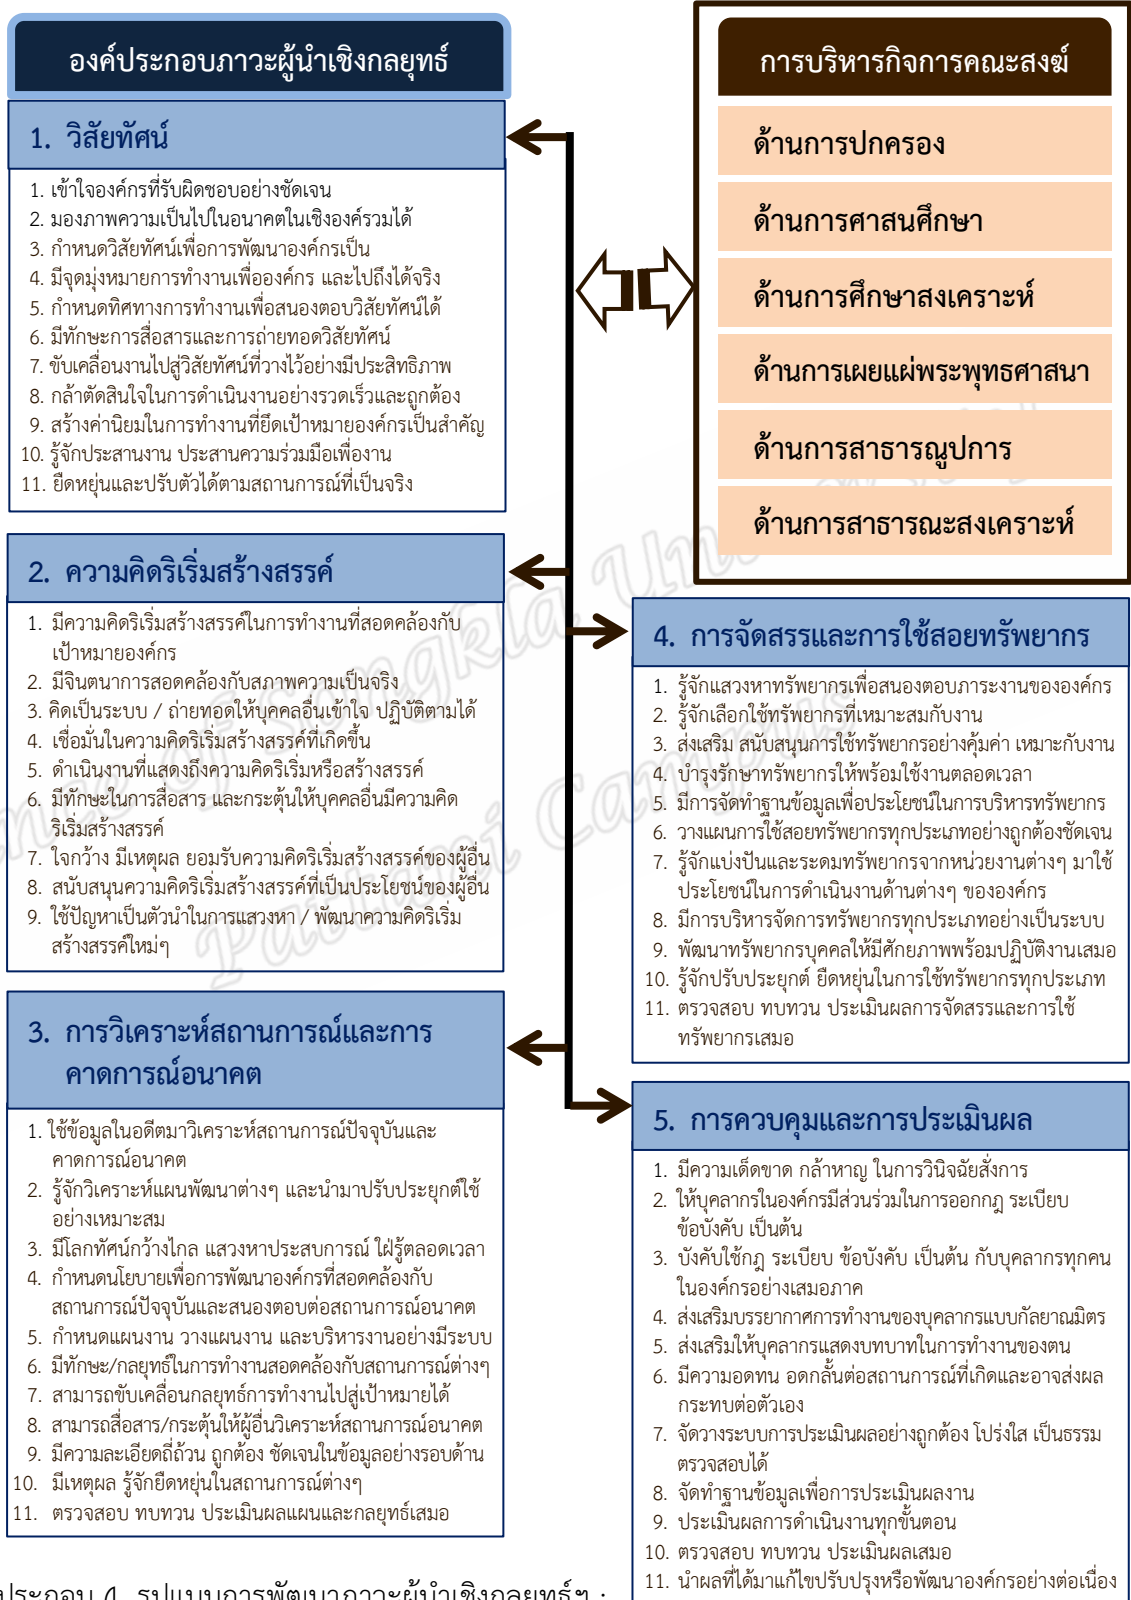 องค์ประกอบภาวะผู้นำเชิงกลยุทธ์
1. วิสัยทัศน์
1. เข้าใจองค์กรที่รับผิดชอบอย่างชัดเจน
2. มองภาพความเป็นไปในอนาคตในเชิงองค์รวมได้
3. กำหนดวิสัยทัศน์เพื่อการพัฒนาองค์กรเป็น
4. มีจุดมุ่งหมายการทำงานเพื่อองค์กร และไปถึงได้จริง
5. กำหนดทิศทางการทำงานเพื่อสนองตอบวิสัยทัศน์ได้
6. มีทักษะการสื่อสารและการถ่ายทอดวิสัยทัศน์
7. ขับเคลื่อนงานไปสู่วิสัยทัศน์ที่วางไว้อย่างมีประสิทธิภาพ
8. กล้าตัดสินใจในการดำเนินงานอย่างรวดเร็วและถูกต้อง
9. สร้างค่านิยมในการทำงานที่ยึดเป้าหมายองค์กรเป็นสำคัญ
10. รู้จักประสานงาน ประสานความร่วมมือเพื่องาน
11. ยืดหยุ่นและปรับตัวได้ตามสถานการณ์ที่เป็นจริง
2. ความคิดริเริ่มสร้างสรรค์
1. มีความคิดริเริ่มสร้างสรรค์ในการทำงานที่สอดคล้องกับ
เป้าหมายองค์กร
2. มีจินตนาการสอดคล้องกับสภาพความเป็นจริง
3. คิดเป็นระบบ / ถ่ายทอดให้บุคคลอื่นเข้าใจ ปฏิบัติตามได้
4. เชื่อมั่นในความคิดริเริ่มสร้างสรรค์ที่เกิดขึ้น
5. ดำเนินงานที่แสดงถึงความคิดริเริ่มหรือสร้างสรรค์
6. มีทักษะในการสื่อสาร และกระตุ้นให้บุคคลอื่นมีความคิด
ริเริ่มสร้างสรรค์
7. ใจกว้าง มีเหตุผล ยอมรับความคิดริเริ่มสร้างสรรค์ของผู้อื่น
8. สนับสนุนความคิดริเริ่มสร้างสรรค์ที่เป็นประโยชน์ของผู้อื่น
9. ใช้ปัญหาเป็นตัวนำในการแสวงหา / พัฒนาความคิดริเริ่ม
สร้างสรรค์ใหม่ๆ
3. การวิเคราะห์สถานการณ์และการ
คาดการณ์อนาคต
1. ใช้ข้อมูลในอดีตมาวิเคราะห์สถานการณ์ปัจจุบันและ
คาดการณ์อนาคต
2. รู้จักวิเคราะห์แผนพัฒนาต่างๆ และนำมาปรับประยุกต์ใช้
อย่างเหมาะสม
3. มีโลกทัศน์กว้างไกล แสวงหาประสบการณ์ ใฝ่รู้ตลอดเวลา
4. กำหนดนโยบายเพื่อการพัฒนาองค์กรที่สอดคล้องกับ
สถานการณ์ปัจจุบันและสนองตอบต่อสถานการณ์อนาคต
5. กำหนดแผนงาน วางแผนงาน และบริหารงานอย่างมีระบบ
6. มีทักษะ/กลยุทธ์ในการทำงานสอดคล้องกับสถานการณ์ต่างๆ
7. สามารถขับเคลื่อนกลยุทธ์การทำงานไปสู่เป้าหมายได้
8. สามารถสื่อสาร/กระตุ้นให้ผู้อื่นวิเคราะห์สถานการณ์อนาคต
9. มีความละเอียดถี่ถ้วน ถูกต้อง ชัดเจนในข้อมูลอย่างรอบด้าน
10. มีเหตุผล รู้จักยืดหยุ่นในสถานการณ์ต่างๆ
11. ตรวจสอบ ทบทวน ประเมินผลแผนและกลยุทธ์เสมอ
การบริหารกิจการคณะสงฆ์
ด้านการปกครอง
ด้านการศาสนศึกษา
ด้านการศึกษาสงเคราะห์
ด้านการเผยแผ่พระพุทธศาสนา
ด้านการสาธารณูปการ
ด้านการสาธารณะสงเคราะห์
4. การจัดสรรและการใช้สอยทรัพยากร
1. รู้จักแสวงหาทรัพยากรเพื่อสนองตอบภาระงานขององค์กร
2. รู้จักเลือกใช้ทรัพยากรที่เหมาะสมกับงาน
3. ส่งเสริม สนับสนุนการใช้ทรัพยากรอย่างคุ้มค่า เหมาะกับงาน
4. บำรุงรักษาทรัพยากรให้พร้อมใช้งานตลอดเวลา
5. มีการจัดทำฐานข้อมูลเพื่อประโยชน์ในการบริหารทรัพยากร
6. วางแผนการใช้สอยทรัพยากรทุกประเภทอย่างถูกต้องชัดเจน
7. รู้จักแบ่งปันและระดมทรัพยากรจากหน่วยงานต่างๆ มาใช้
ประโยชน์ในการดำเนินงานด้านต่างๆ ขององค์กร
8. มีการบริหารจัดการทรัพยากรทุกประเภทอย่างเป็นระบบ
9. พัฒนาทรัพยากรบุคคลให้มีศักยภาพพร้อมปฏิบัติงานเสมอ
10. รู้จักปรับประยุกต์ ยืดหยุ่นในการใช้ทรัพยากรทุกประเภท
11. ตรวจสอบ ทบทวน ประเมินผลการจัดสรรและการใช้
ทรัพยากรเสมอ
5. การควบคุมและการประเมินผล
1. มีความเด็ดขาด กล้าหาญ ในการวินิจฉัยสั่งการ
2. ให้บุคลากรในองค์กรมีส่วนร่วมในการออกกฎ ระเบียบ
ข้อบังคับ เป็นต้น
3. บังคับใช้กฎ ระเบียบ ข้อบังคับ เป็นต้น กับบุคลากรทุกคน
ในองค์กรอย่างเสมอภาค
4. ส่งเสริมบรรยากาศการทำงานของบุคลากรแบบกัลยาณมิตร
5. ส่งเสริมให้บุคลากรแสดงบทบาทในการทำงานของตน
6. มีความอดทน อดกลั้นต่อสถานการณ์ที่เกิดและอาจส่งผล
กระทบต่อตัวเอง
7. จัดวางระบบการประเมินผลอย่างถูกต้อง โปร่งใส เป็นธรรม
ตรวจสอบได้
8. จัดทำฐานข้อมูลเพื่อการประเมินผลงาน
9. ประเมินผลการดำเนินงานทุกขั้นตอน
10. ตรวจสอบ ทบทวน ประเมินผลเสมอ
11. นำผลที่ได้มาแก้ไขปรับปรุงหรือพัฒนาองค์กรอย่างต่อเนื่อง
ประกอบ 4 รูปแบบการพัฒนาภาวะผู้นำเชิงกลยุทธ์ฯ :
of Songkla Un
Pattani Campus